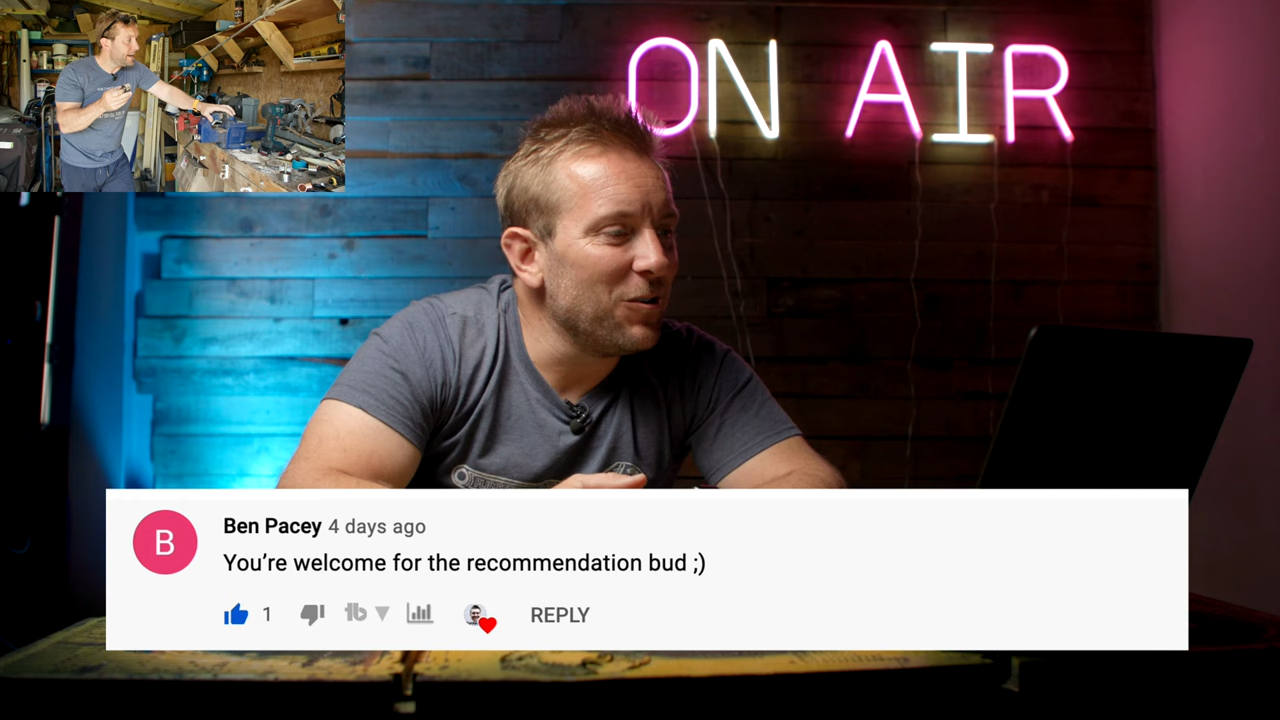 ON AIR
B
Ben Pacey 4 days ago
You're welcome for the recommendation bud ;)
1
REPLY